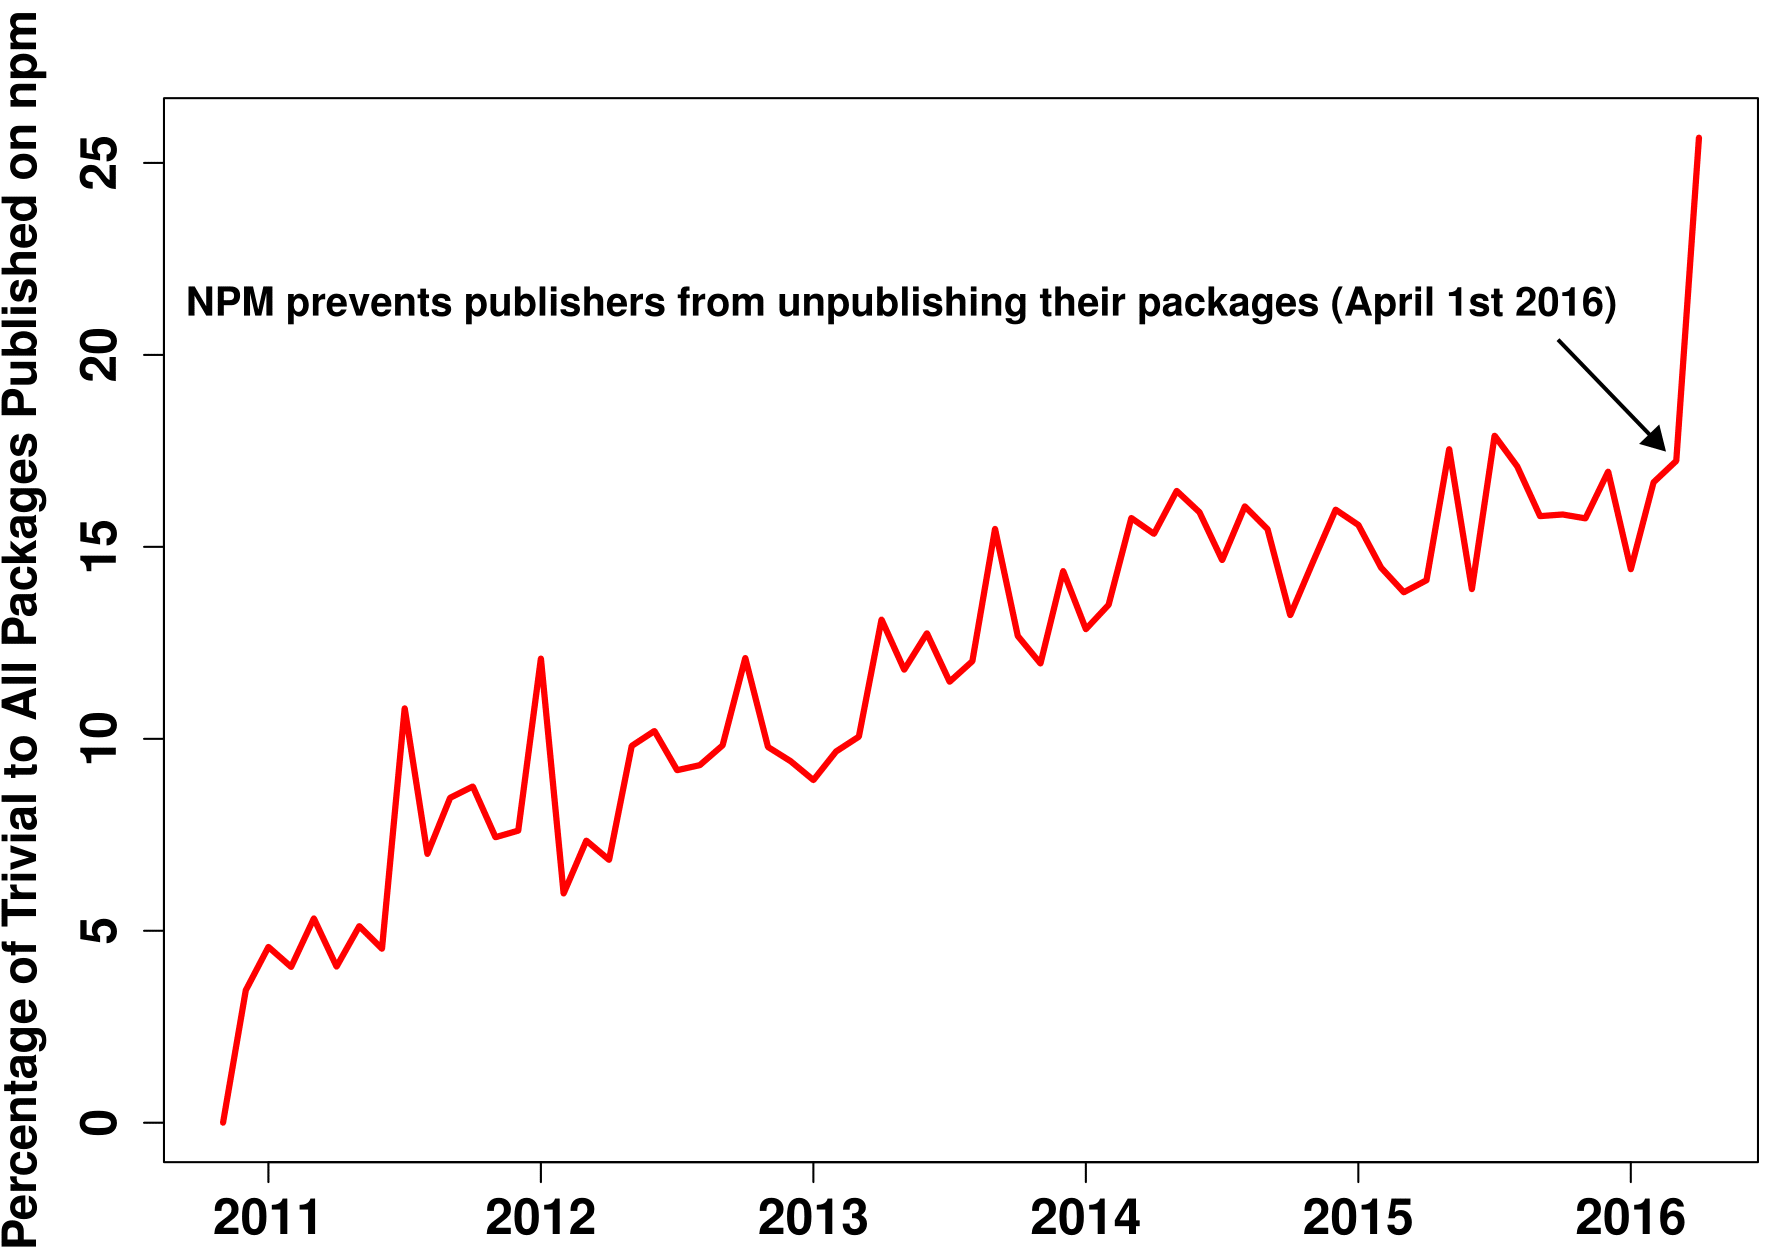 Percentage of Trivial to All Packages Published on npm
25
20
15
10
5
0
NPM prevents publishers from unpublishing their packages (April 1st 2016)
2011 2012 2013 2014 2015 2016